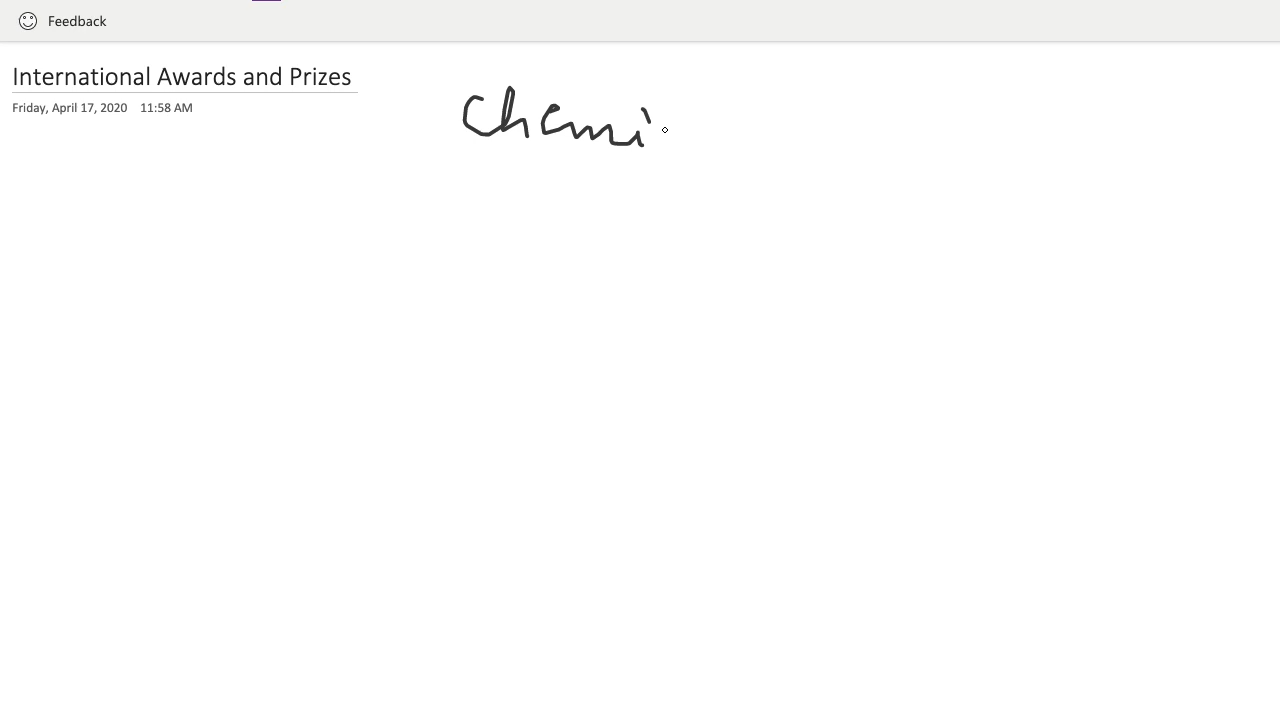 Feedback
International Awards and Prizes
Friday, April 17, 2020 11:58 AM
Chemi